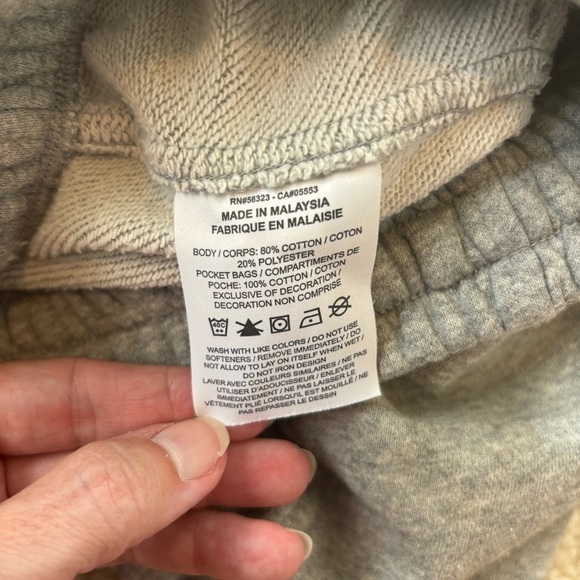 RN#56323 - CA#05553
MADE IN MALAYSIA
FABRIQUE EN MALAISIE
BODY / CORPS: 80% COTTON / COTON
20% POLYESTER
POCKET BAGS / COMPARTIMENTS DE
POCHE: 100% COTTON / COTON
EXCLUSIVE OF DECORATION /
DECORATION NON COMPRISE
40C
WASH WITH LIKE COLORS / DO NOT USE
SOFTENERS / REMOVE IMMEDIATELY / DO
NOT ALLOW TO LAY ON ITSELF WHEN WET /
DO NOT IRON DESIGN
LAVER AVEC COULEURS SIMILAIRES / NE PAS
UTILISER D'ADOUCISSEUR / ENLEVER
IMMÉDIATEMENT / NE PAS LAISSER LE
VÊTEMENT PLIÉ LORSQU'IL EST MOUILLÉ / NE
PAS REPASSER LE DESSIN